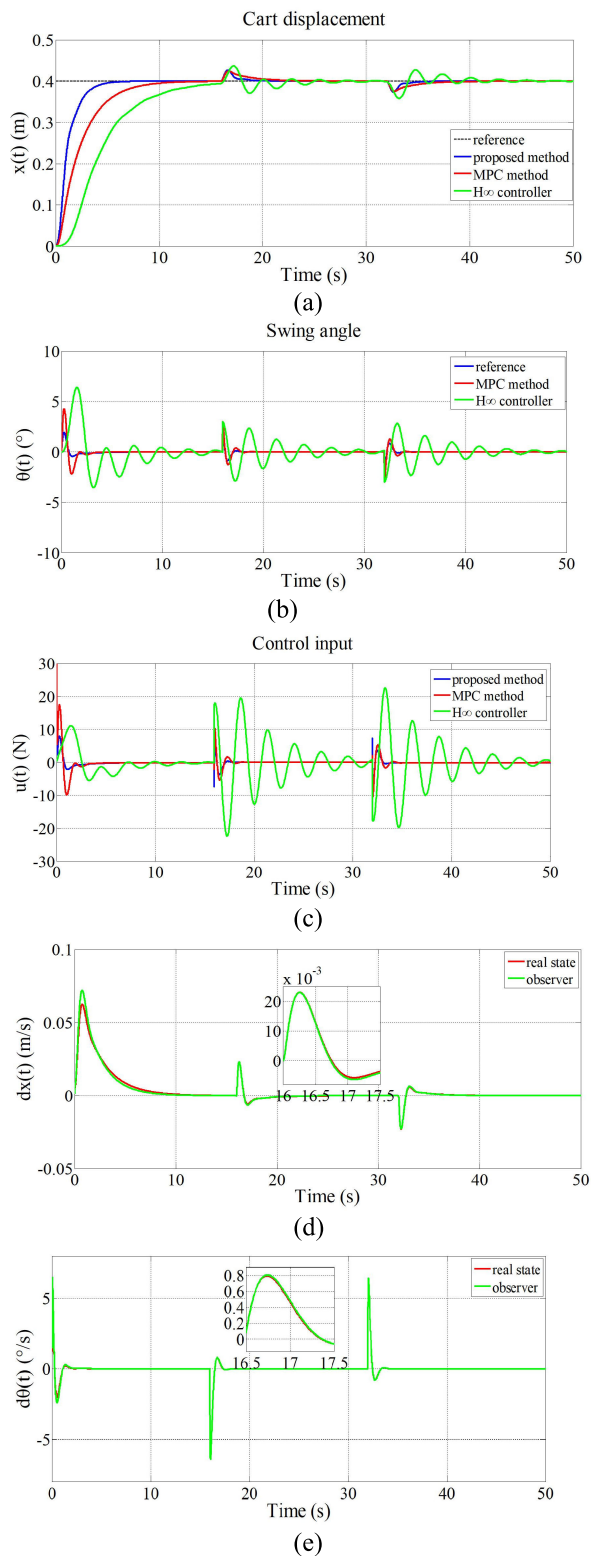 Cart displacement
0.5
0.4
0.3
0.2
0.1
0
x(t) (m)
reference
proposed method
MPC method
H∞ controller
0 10 20 30 40 50
Time (s)
(a)
Swing angle
10
5
0
-5
-10
θ(t) (°)
reference
MPC method
H∞ controller
0 10 20 30 40 50
Time (s)
(b)
Control input
30
20
10
0
-10
-20
-30
u(t) (N)
proposed method
MPC method
H∞ controller
0 10 20 30 40 50
Time (s)
(c)
0.1
0.05
0
-0.05
dx(t) (m/s)
real state
observer
x 10 -3
20
10
0
16 16.5 17 17.5
0 10 20 30 40 50
Time (s)
(d)
5
0
-5
dθ(t) (°/s)
real state
observer
0.8
0.6
0.4
0.2
0
16.5 17 17.5
0 10 20 30 40 50
Time (s)
(e)